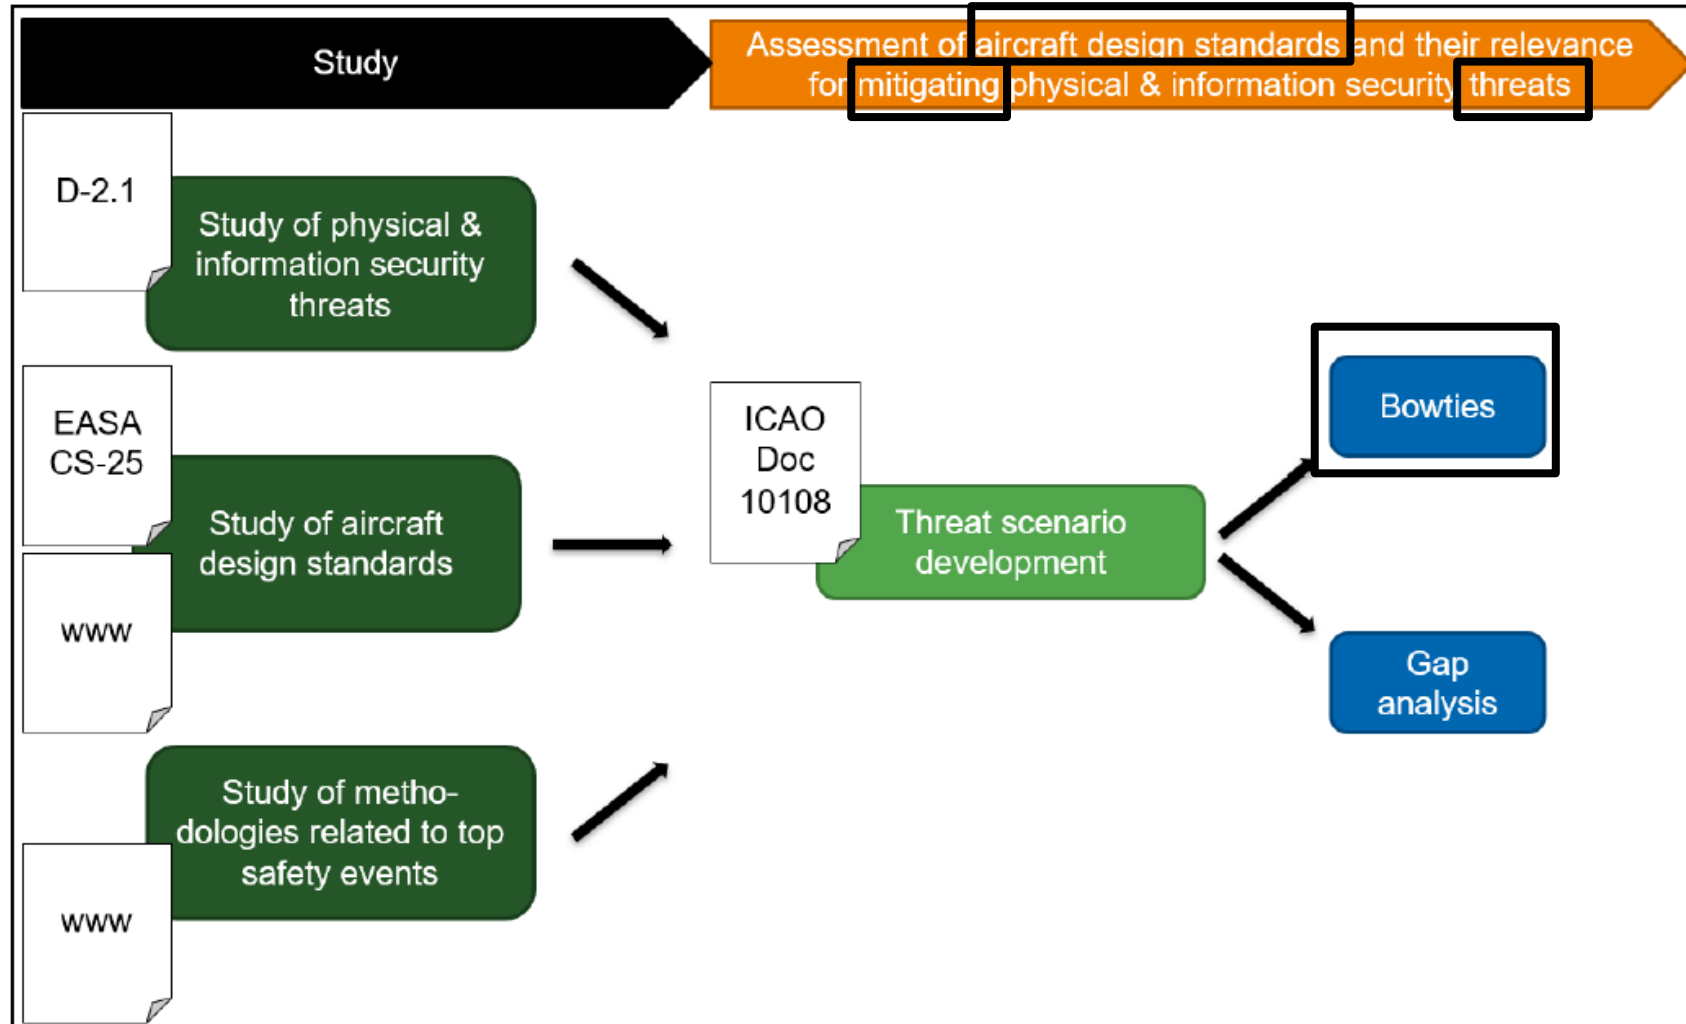 Study
Assessment of aircraft design standards and their relevance
for mitigating physical & information security threats
D-2.1
Study of physical &
information security
threats
EASA
CS-25
Study of aircraft
design standards
www
Study of metho-
dologies related to top
safety events
www
ICAO
Doc
10108
Threat scenario
development
Bowties
Gap
analysis